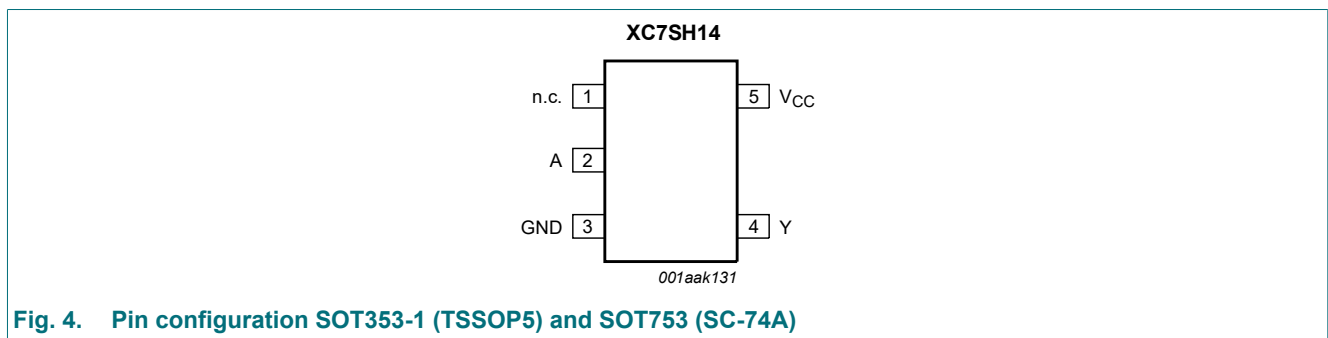 XC7SH14
n.c. 1
5 VCC
A 2
GND 3
4 Y
001aak131
Fig. 4. Pin configuration SOT353-1 (TSSOP5) and SOT753 (SC-74A)